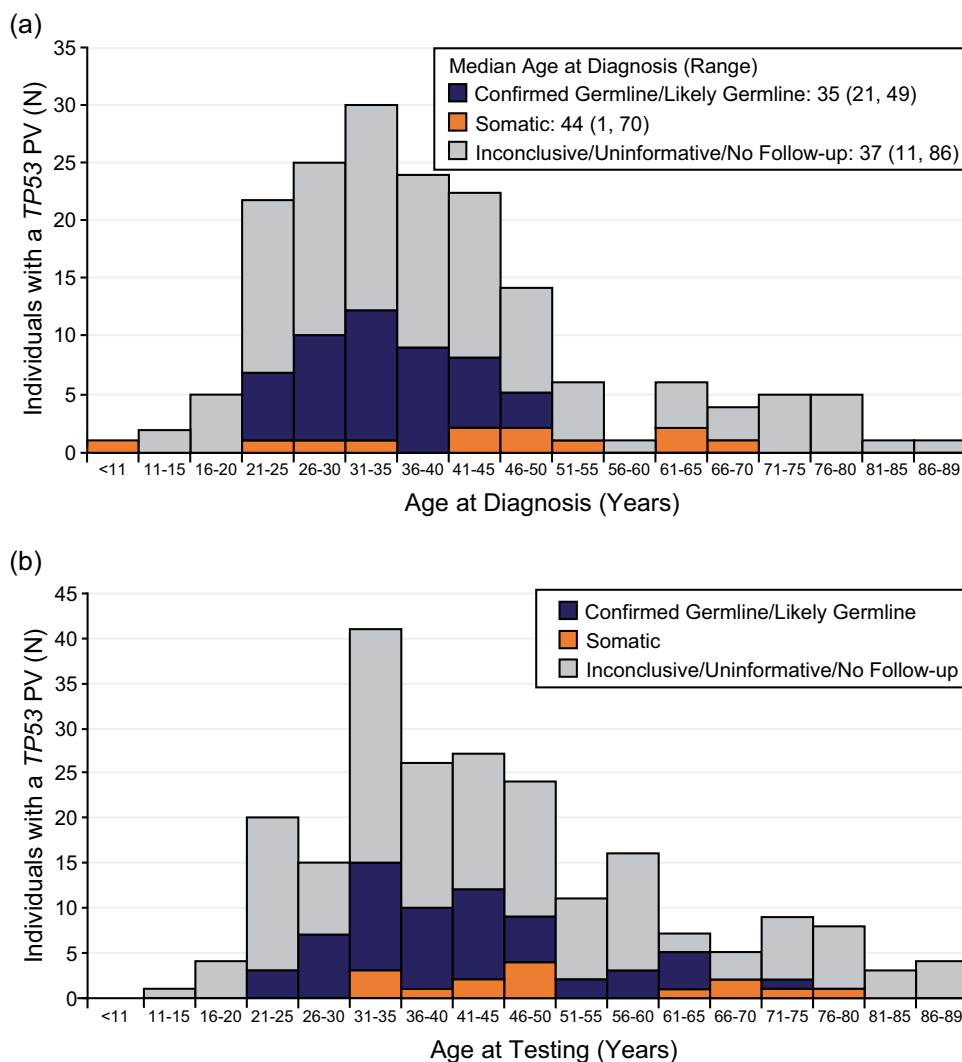 (a)
35
30
25
20
15
10
5
0
Individuals with a TP53 PV (N)
Median Age at Diagnosis (Range)
Confirmed Germline/Likely Germline: 35 (21, 49)
Somatic: 44 (1, 70)
Inconclusive/Uninformative/No Follow-up: 37 (11, 86)
<11 11-15 16-20 21-25 26-30 31-35 36-40 41-45 46-50 51-55 56-60 61-65 66-70 71-75 76-80 81-85 86-89
Age at Diagnosis (Years)
(b)
45
40
35
30
25
20
15
10
5
0
Individuals with a TP53 PV (N)
Confirmed Germline/Likely Germline
Somatic
Inconclusive/Uninformative/No Follow-up
<11 11-15 16-20 21-25 26-30 31-35 36-40 41-45 46-50 51-55 56-60 61-65 66-70 71-75 76-80 81-85 86-89
Age at Testing (Years)